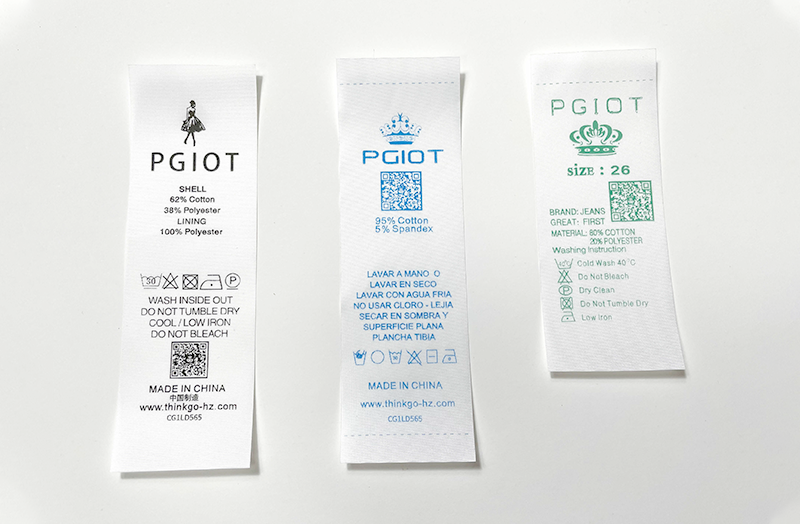 PGIOT
SHELL
62% Cotton
38% Polyester
LINING
100% Polyester
30
WASH INSIDE OUT
DO NOT TUMBLE DRY
COOL / LOW IRON
DO NOT BLEACH
MADE IN CHINA
中国制造
www.thinkgo-hz.com
CG1LD565
PGIOT
95% Cotton
5% Spandex
LAVAR A MANO O
LAVAR EN SECO
LAVAR CON AGUA FRIA
NO USAR CLORO - LEJIA
SECAR EN SOMBRA Y
SUPERFICIE PLANA
PLANCHA TIBIA
MADE IN CHINA
www.thinkgo-hz.com
CG1LD565
PGIOT
SiZE : 26
BRAND: JEANS
GREAT: FIRST
MATERIAL: 80% COTTON
20% POLYESTER
Washing Instruction
Cold Wash 40°C
Do Not Bleach
P Dry Clean
Do Not Tumble Dry
Low Iron